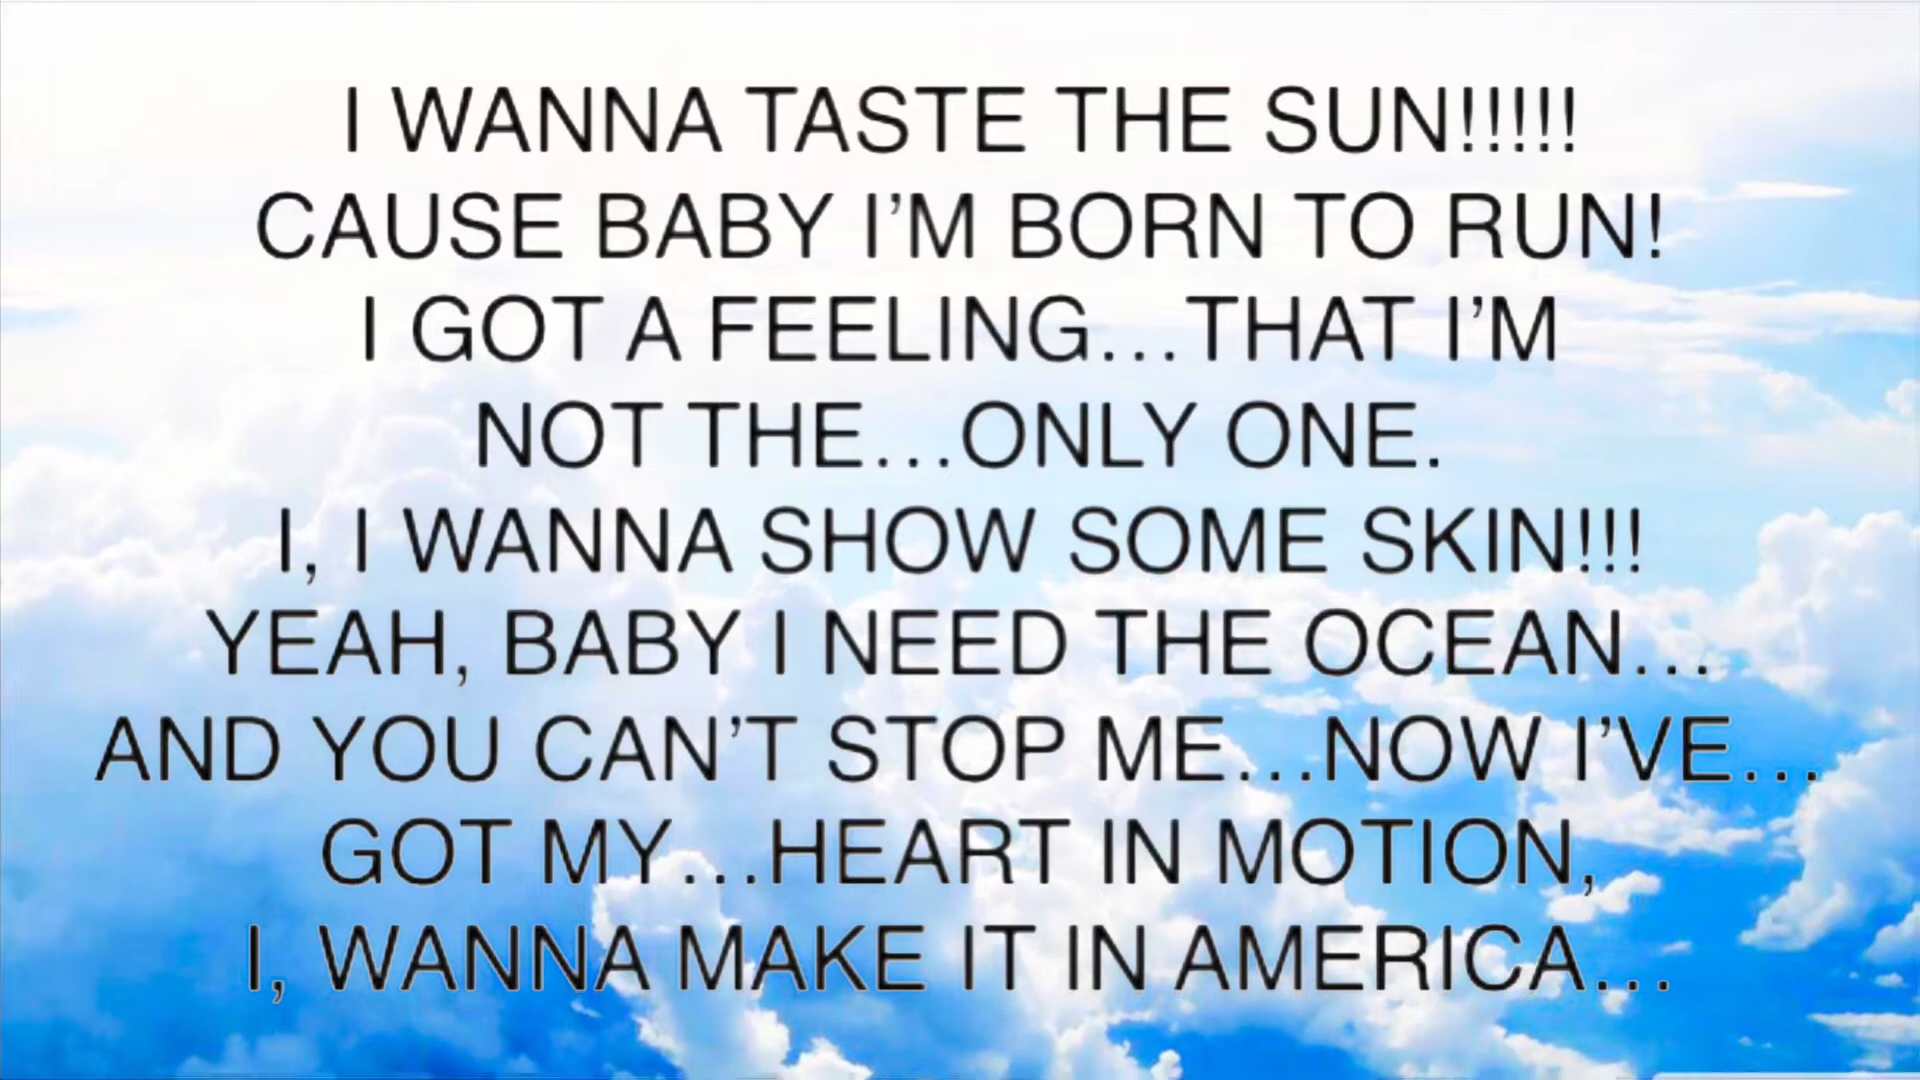 I WANNA TASTE THE SUN!!!!!
CAUSE BABY I’M BORN TO RUN!
I GOT A FEELING...THAT I’M
NOT THE...ONLY ONE.
I, I WANNA SHOW SOME SKIN!!!
YEAH, BABY I NEED THE OCEAN...
AND YOU CAN’T STOP ME...NOW I’VE...
GOT MY...HEART IN MOTION,
I, WANNA MAKE IT IN AMERICA...